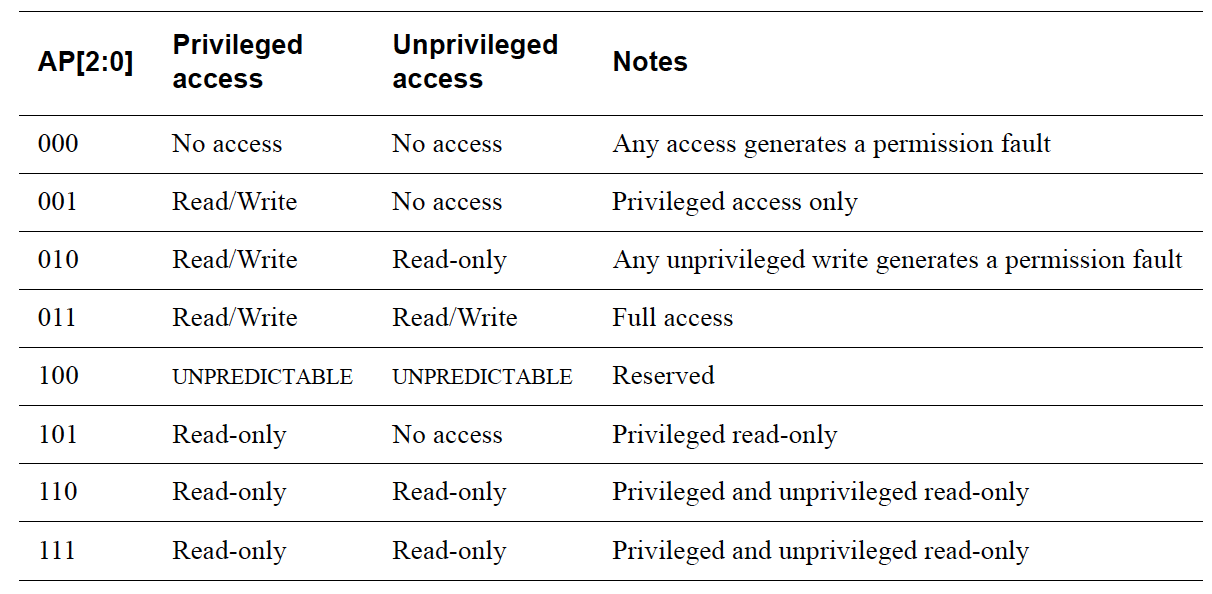 AP[2:0] Privileged access Unprivileged access Notes
000 No access No access Any access generates a permission fault
001 Read/Write No access Privileged access only
010 Read/Write Read-only Any unprivileged write generates a permission fault
011 Read/Write Read/Write Full access
100 UNPREDICTABLE UNPREDICTABLE Reserved
101 Read-only No access Privileged read-only
110 Read-only Read-only Privileged and unprivileged read-only
111 Read-only Read-only Privileged and unprivileged read-only